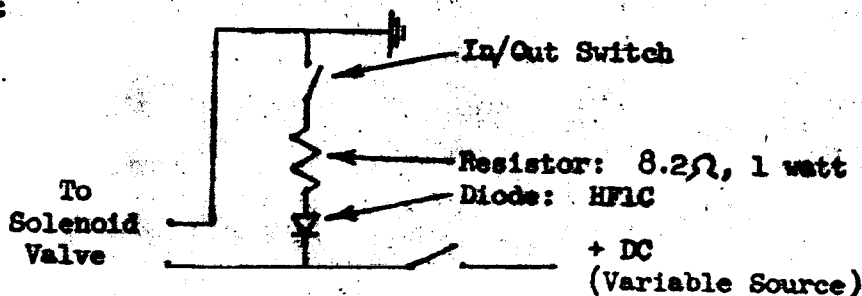 In/Out Switch
Resistor: 8.2Ω, 1 watt
Diode: HF1C
To
Solenoid
Valve
+ DC
(Variable Source)